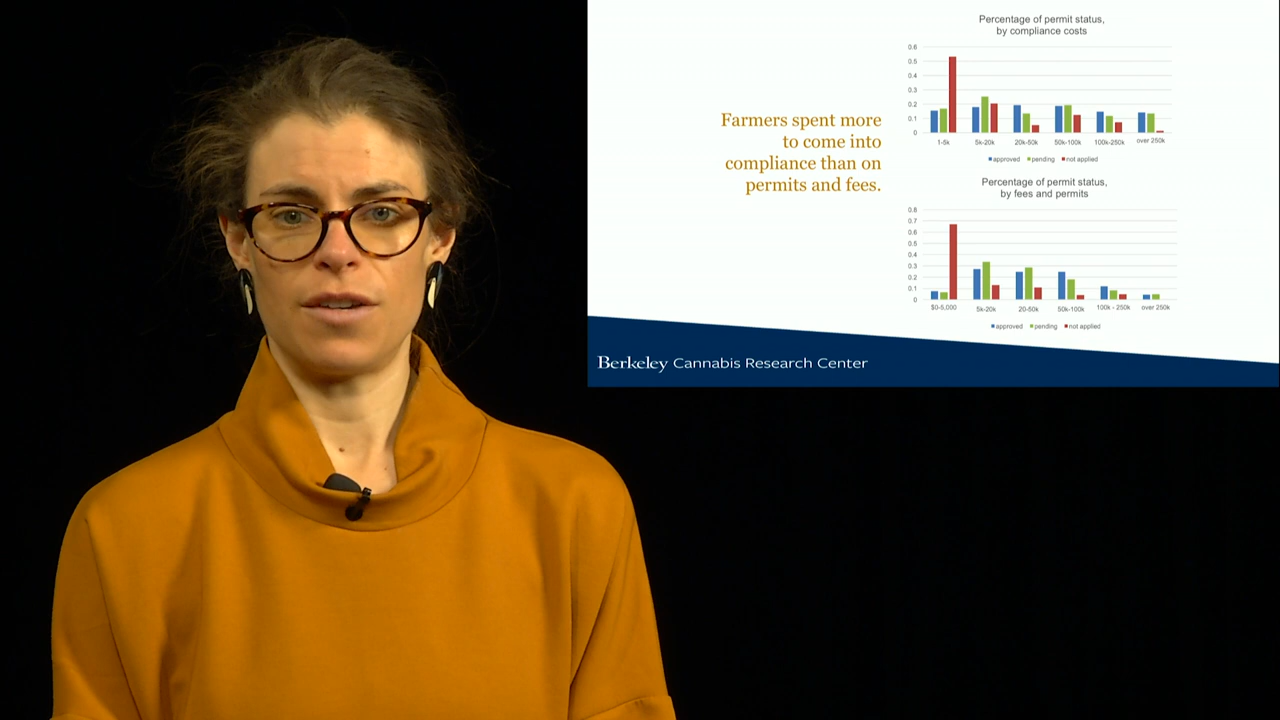 Farmers spent more
to come into
compliance than on
permits and fees.
Percentage of permit status,
by compliance costs
0.6
0.5
0.4
0.3
0.2
0.1
0
1-5k 5k-20k 20k-50k 50k-100k 100k-250k over 250k
approved pending not applied
Percentage of permit status,
by fees and permits
0.8
0.7
0.6
0.5
0.4
0.3
0.2
0.1
0
$0-5,000 5k-20k 20-50k 50k-100k 100k - 250k over 250k
approved pending not applied
Berkeley Cannabis Research Center